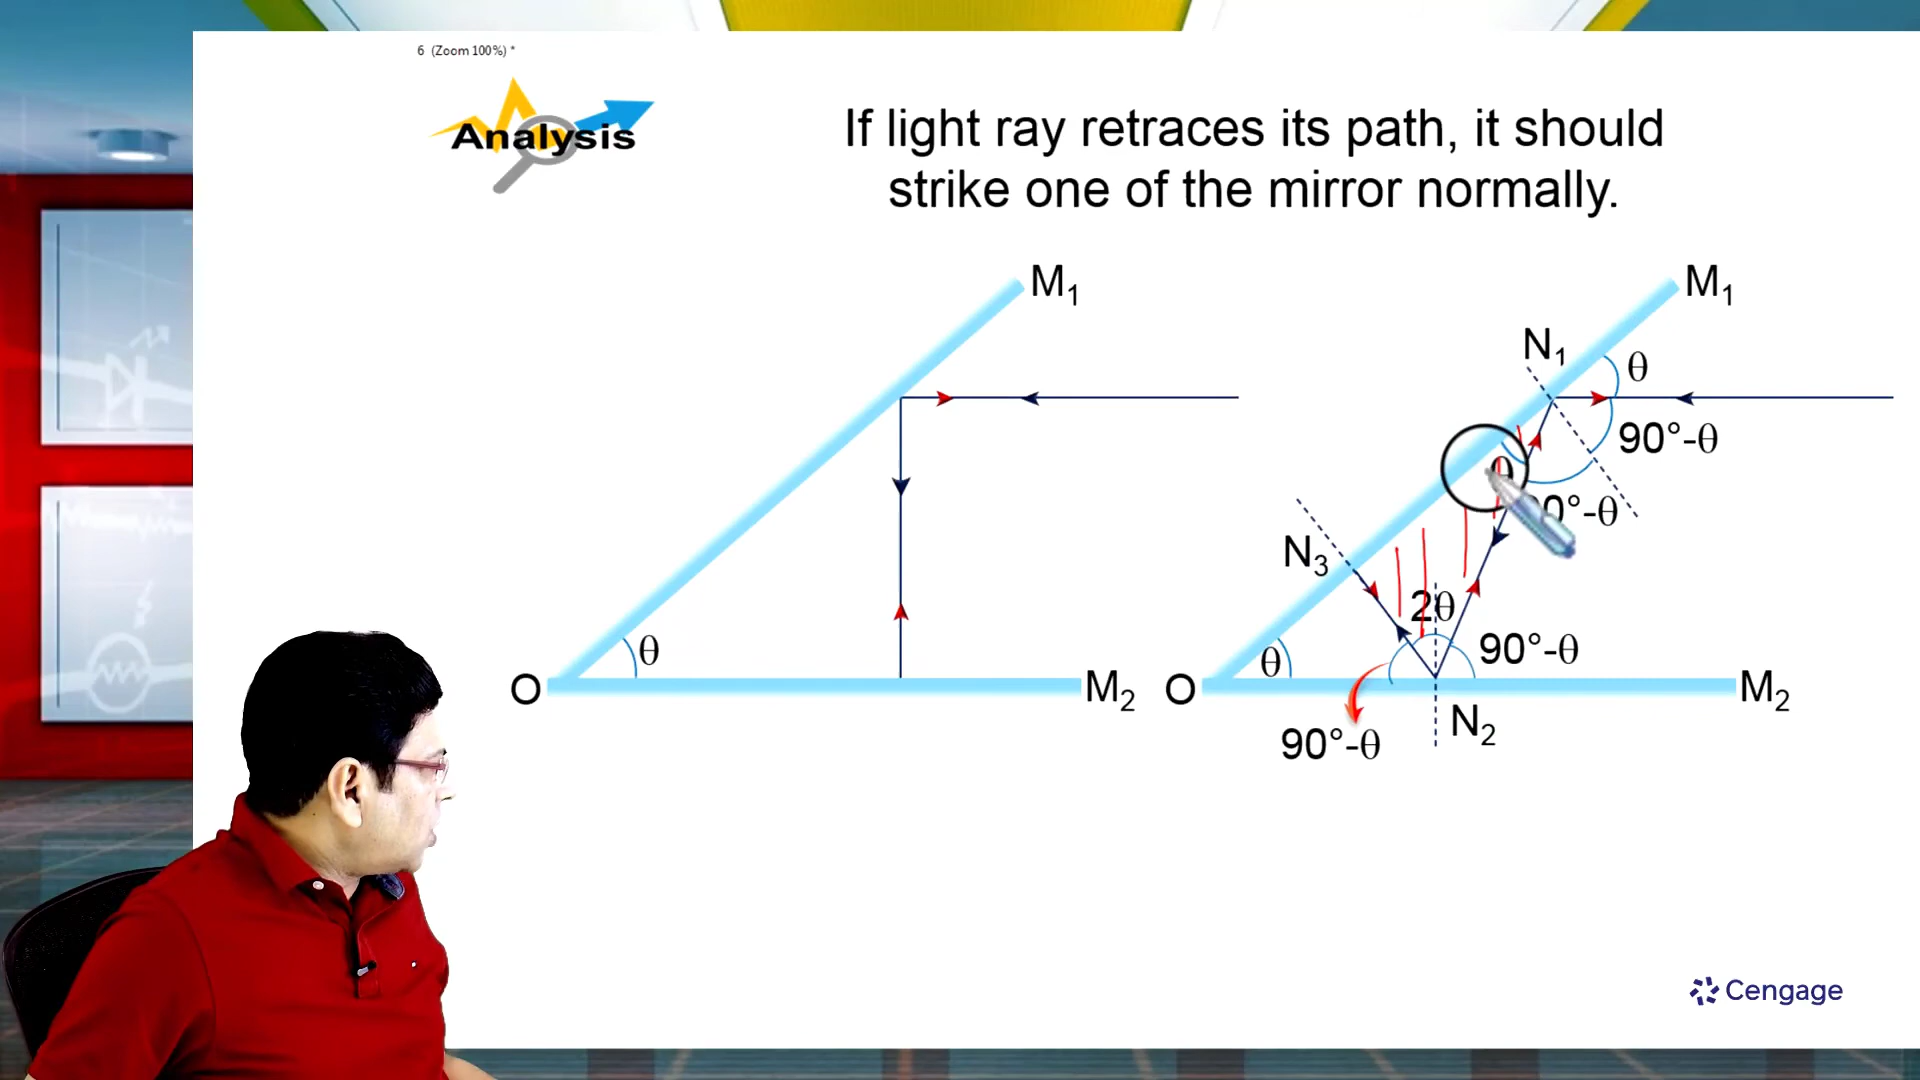 6 (Zoom 100%) *
Analysis
If light ray retraces its path, it should
strike one of the mirror normally.
M₁
θ
O
M₂
M₁
N₁
θ
90°-θ
θ
0°-θ
N₃
2θ
90°-θ
θ
O
M₂
N₂
90°-θ
Cengage